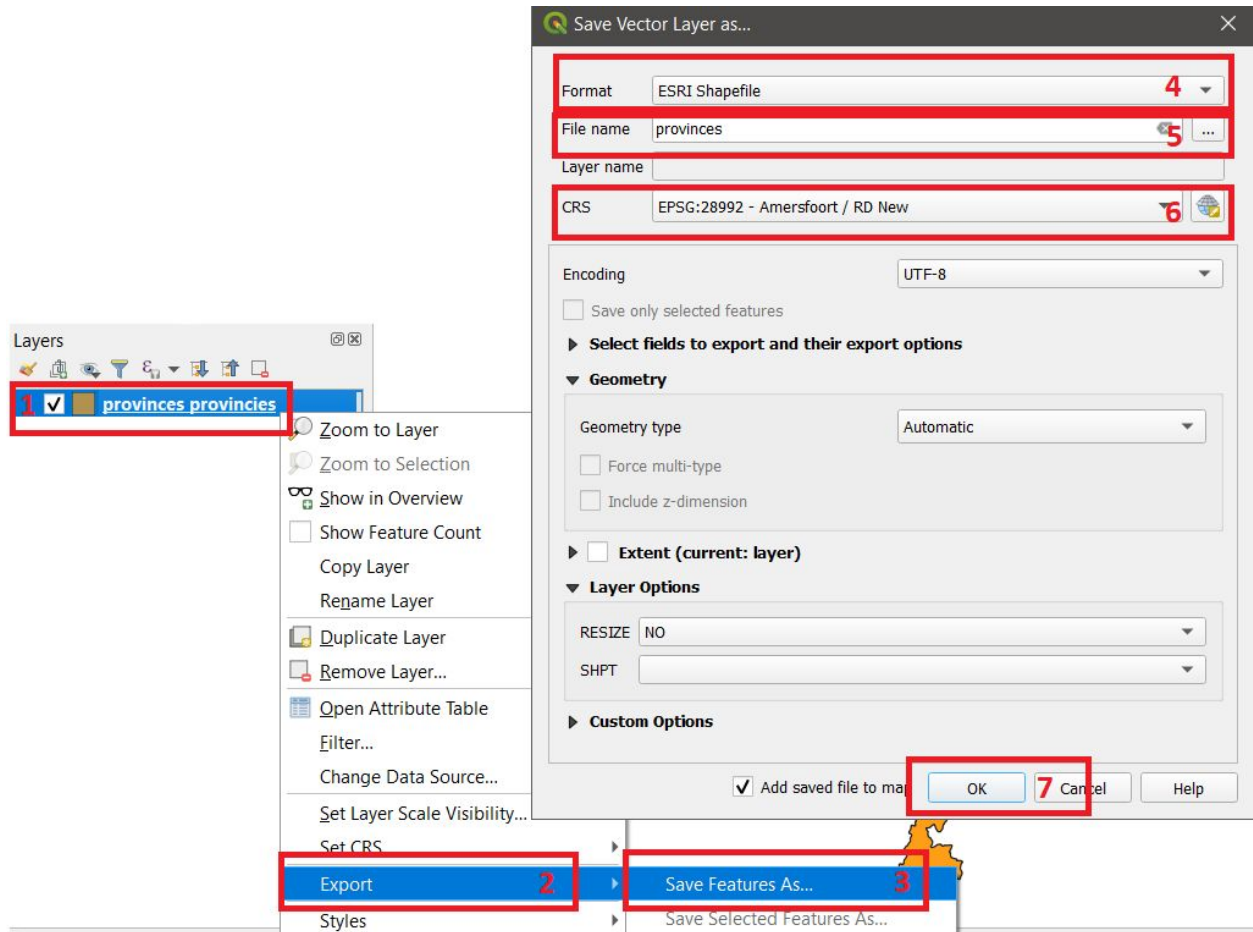 Save Vector Layer as...
Format ESRI Shapefile 4
File name provinces 5 ...
Layer name
CRS EPSG:28992 - Amersfoort / RD New 6
Encoding UTF-8
Save only selected features
Select fields to export and their export options
Geometry
Geometry type Automatic
Force multi-type
Include z-dimension
Extent (current: layer)
Layer Options
RESIZE NO
SHPT
Custom Options
Add saved file to map OK 7 Cancel Help
Layers
1 provinces provincies
Zoom to Layer
Zoom to Selection
Show in Overview
Show Feature Count
Copy Layer
Rename Layer
Duplicate Layer
Remove Layer...
Open Attribute Table
Filter...
Change Data Source...
Set Layer Scale Visibility...
Set CRS
Export 2 Save Features As... 3
Styles Save Selected Features As...